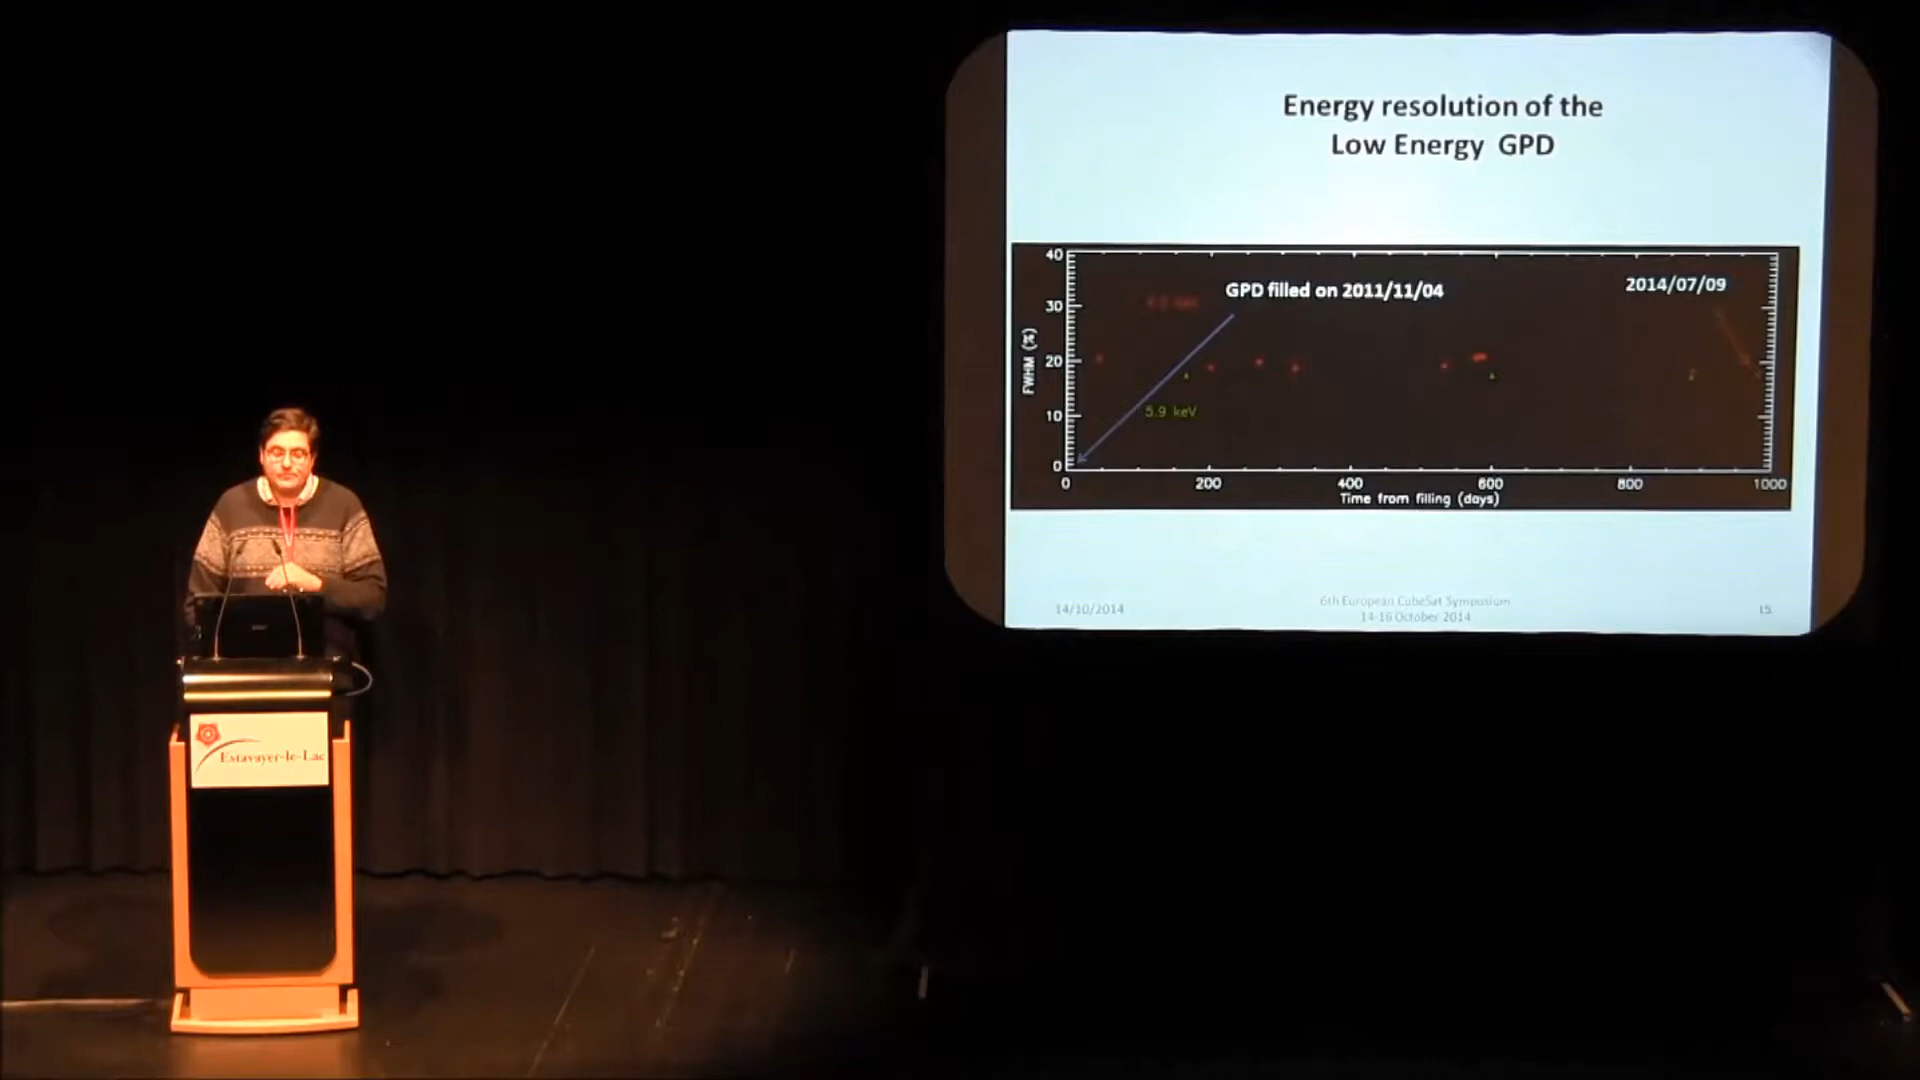 Energy resolution of the
Low Energy GPD
40
30
20
10
0
FWHM (%)
GPD filled on 2011/11/04
2014/07/09
5.9 keV
0 200 400 600 800 1000
Time from filling (days)
14/10/2014
6th European CubeSat Symposium
14-16 October 2014
15
Estavayer-le-Lac